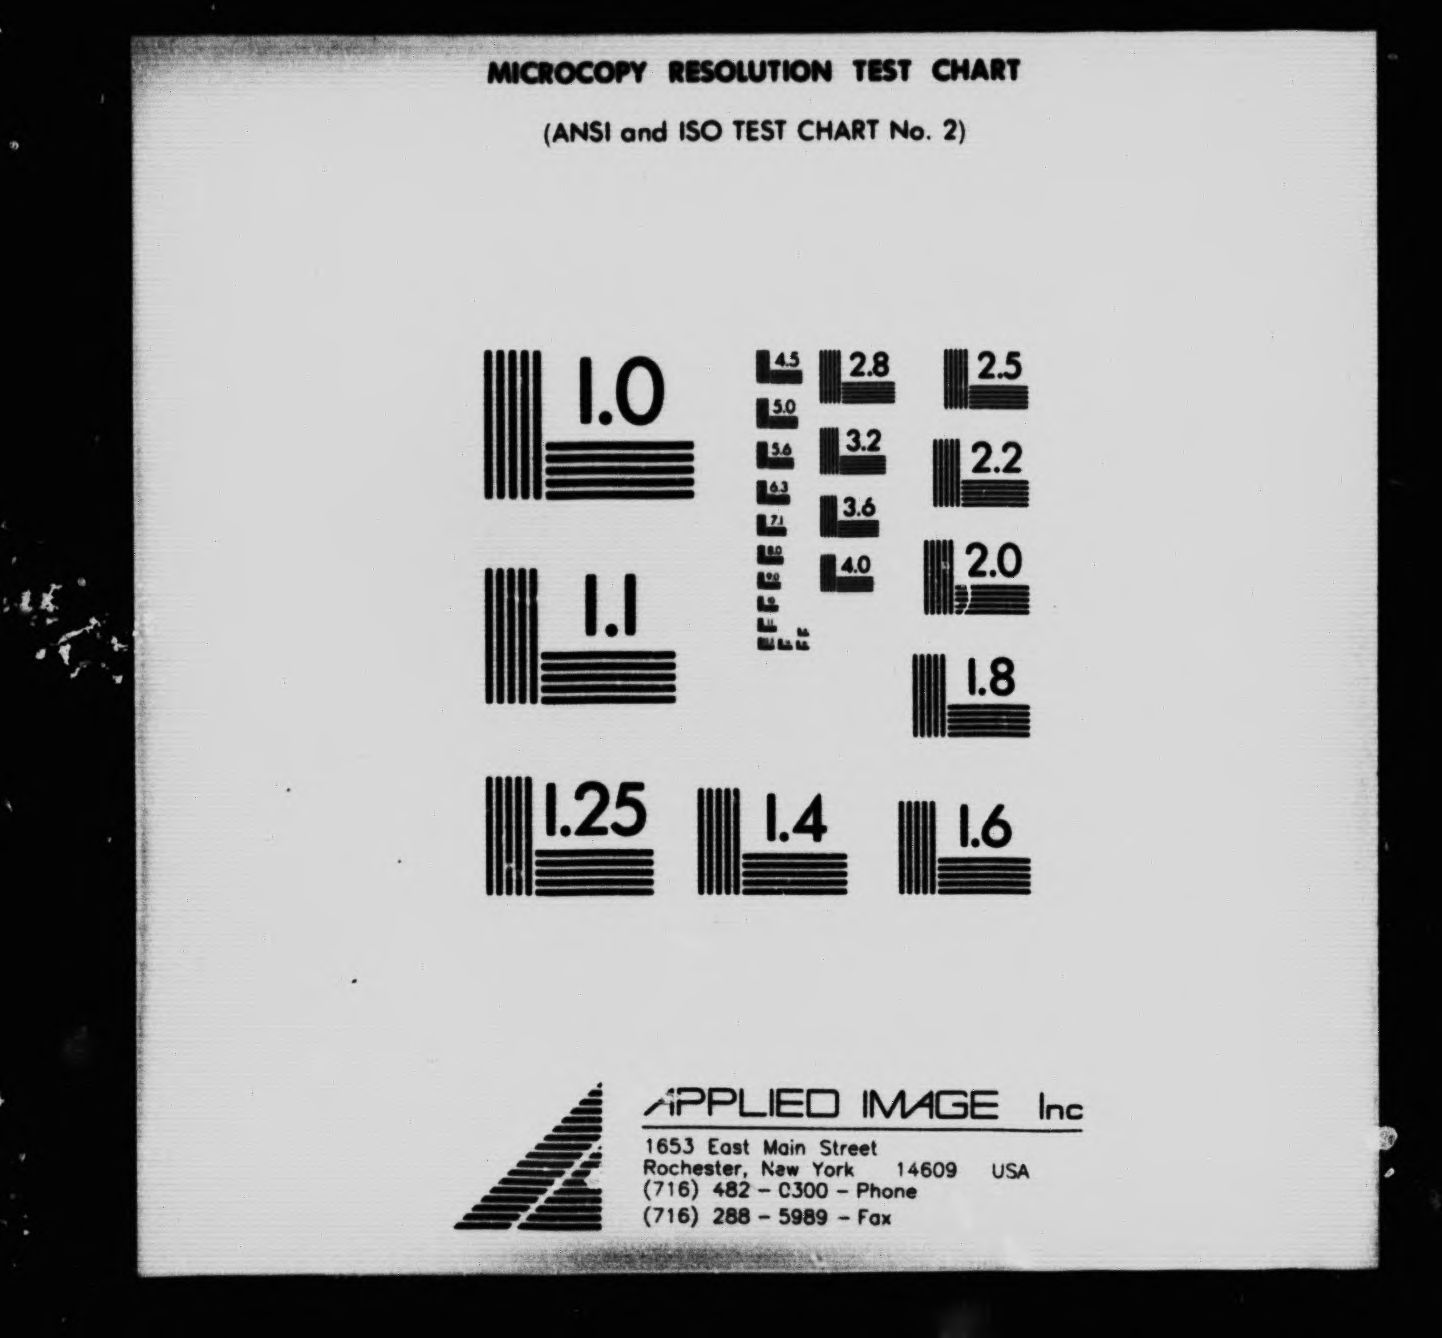 MICROCOPY RESOLUTION TEST CHART
(ANSI and ISO TEST CHART No. 2)
1.0
1.1
1.25
1.4
1.6
4.5
5.0
5.6
6.3
7.1
8.0
9.0
2.8
3.2
3.6
4.0
2.5
2.2
2.0
1.8
APPLIED IMAGE Inc
1653 East Main Street
Rochester, New York 14609 USA
(716) 482 – 0300 – Phone
(716) 288 – 5989 – Fax